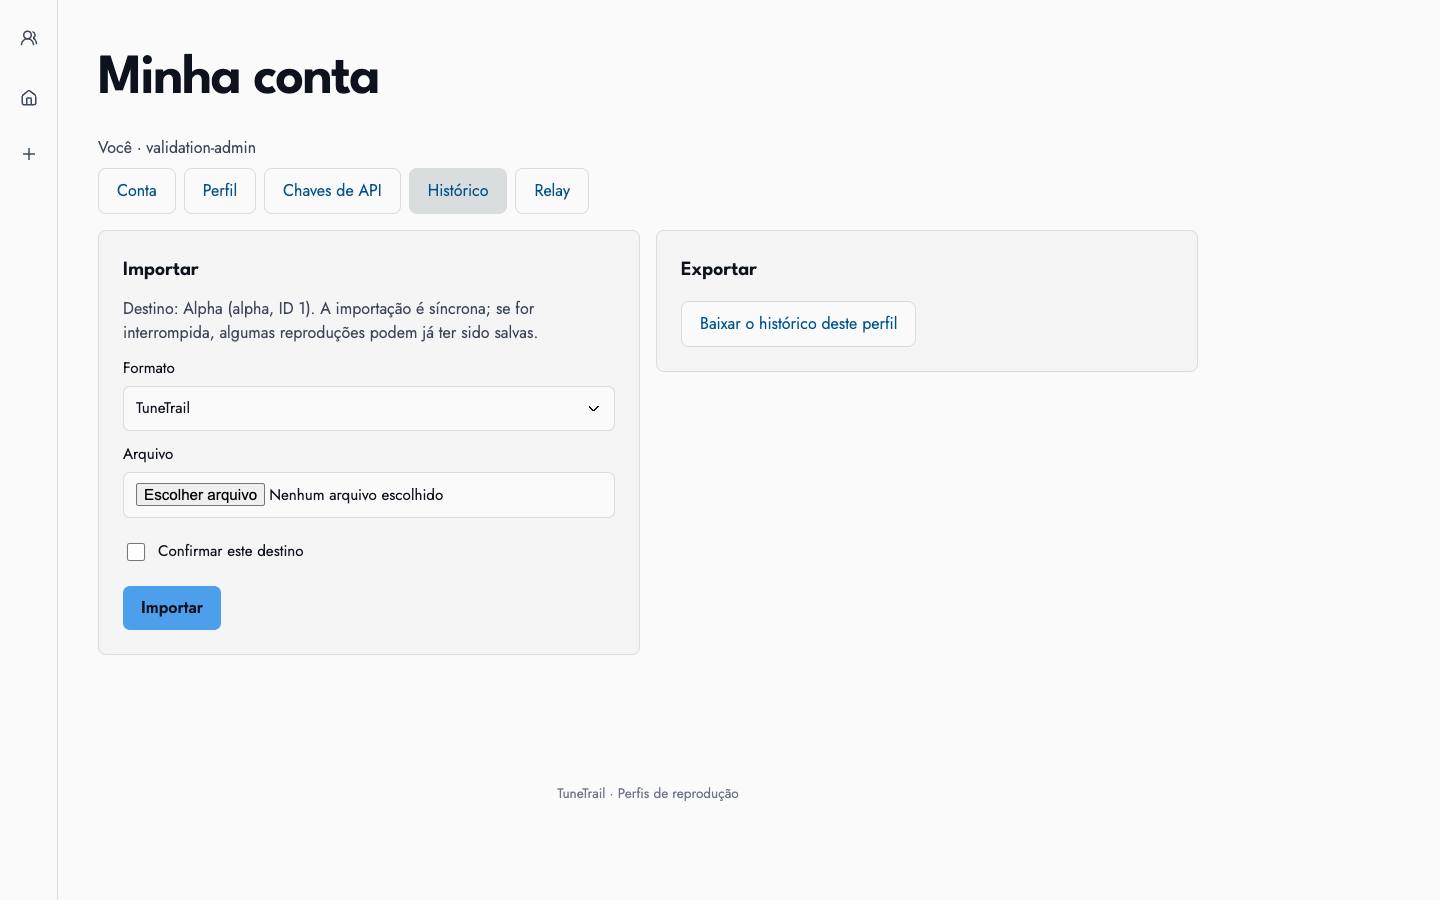 Minha conta
Você · validation-admin
Conta
Perfil
Chaves de API
Histórico
Relay
Importar
Destino: Alpha (alpha, ID 1). A importação é síncrona; se for
interrompida, algumas reproduções podem já ter sido salvas.
Formato
TuneTrail
Arquivo
Escolher arquivo Nenhum arquivo escolhido
Confirmar este destino
Importar
Exportar
Baixar o histórico deste perfil
TuneTrail · Perfis de reprodução